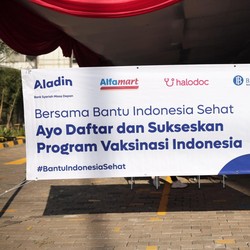 Aladin Alfamart halodoc
Bank Syariah Masa Depan
Bersama Bantu Indonesia Sehat
Ayo Daftar dan Sukseskan
Program Vaksinasi Indonesia
#BantuIndonesiaSehat